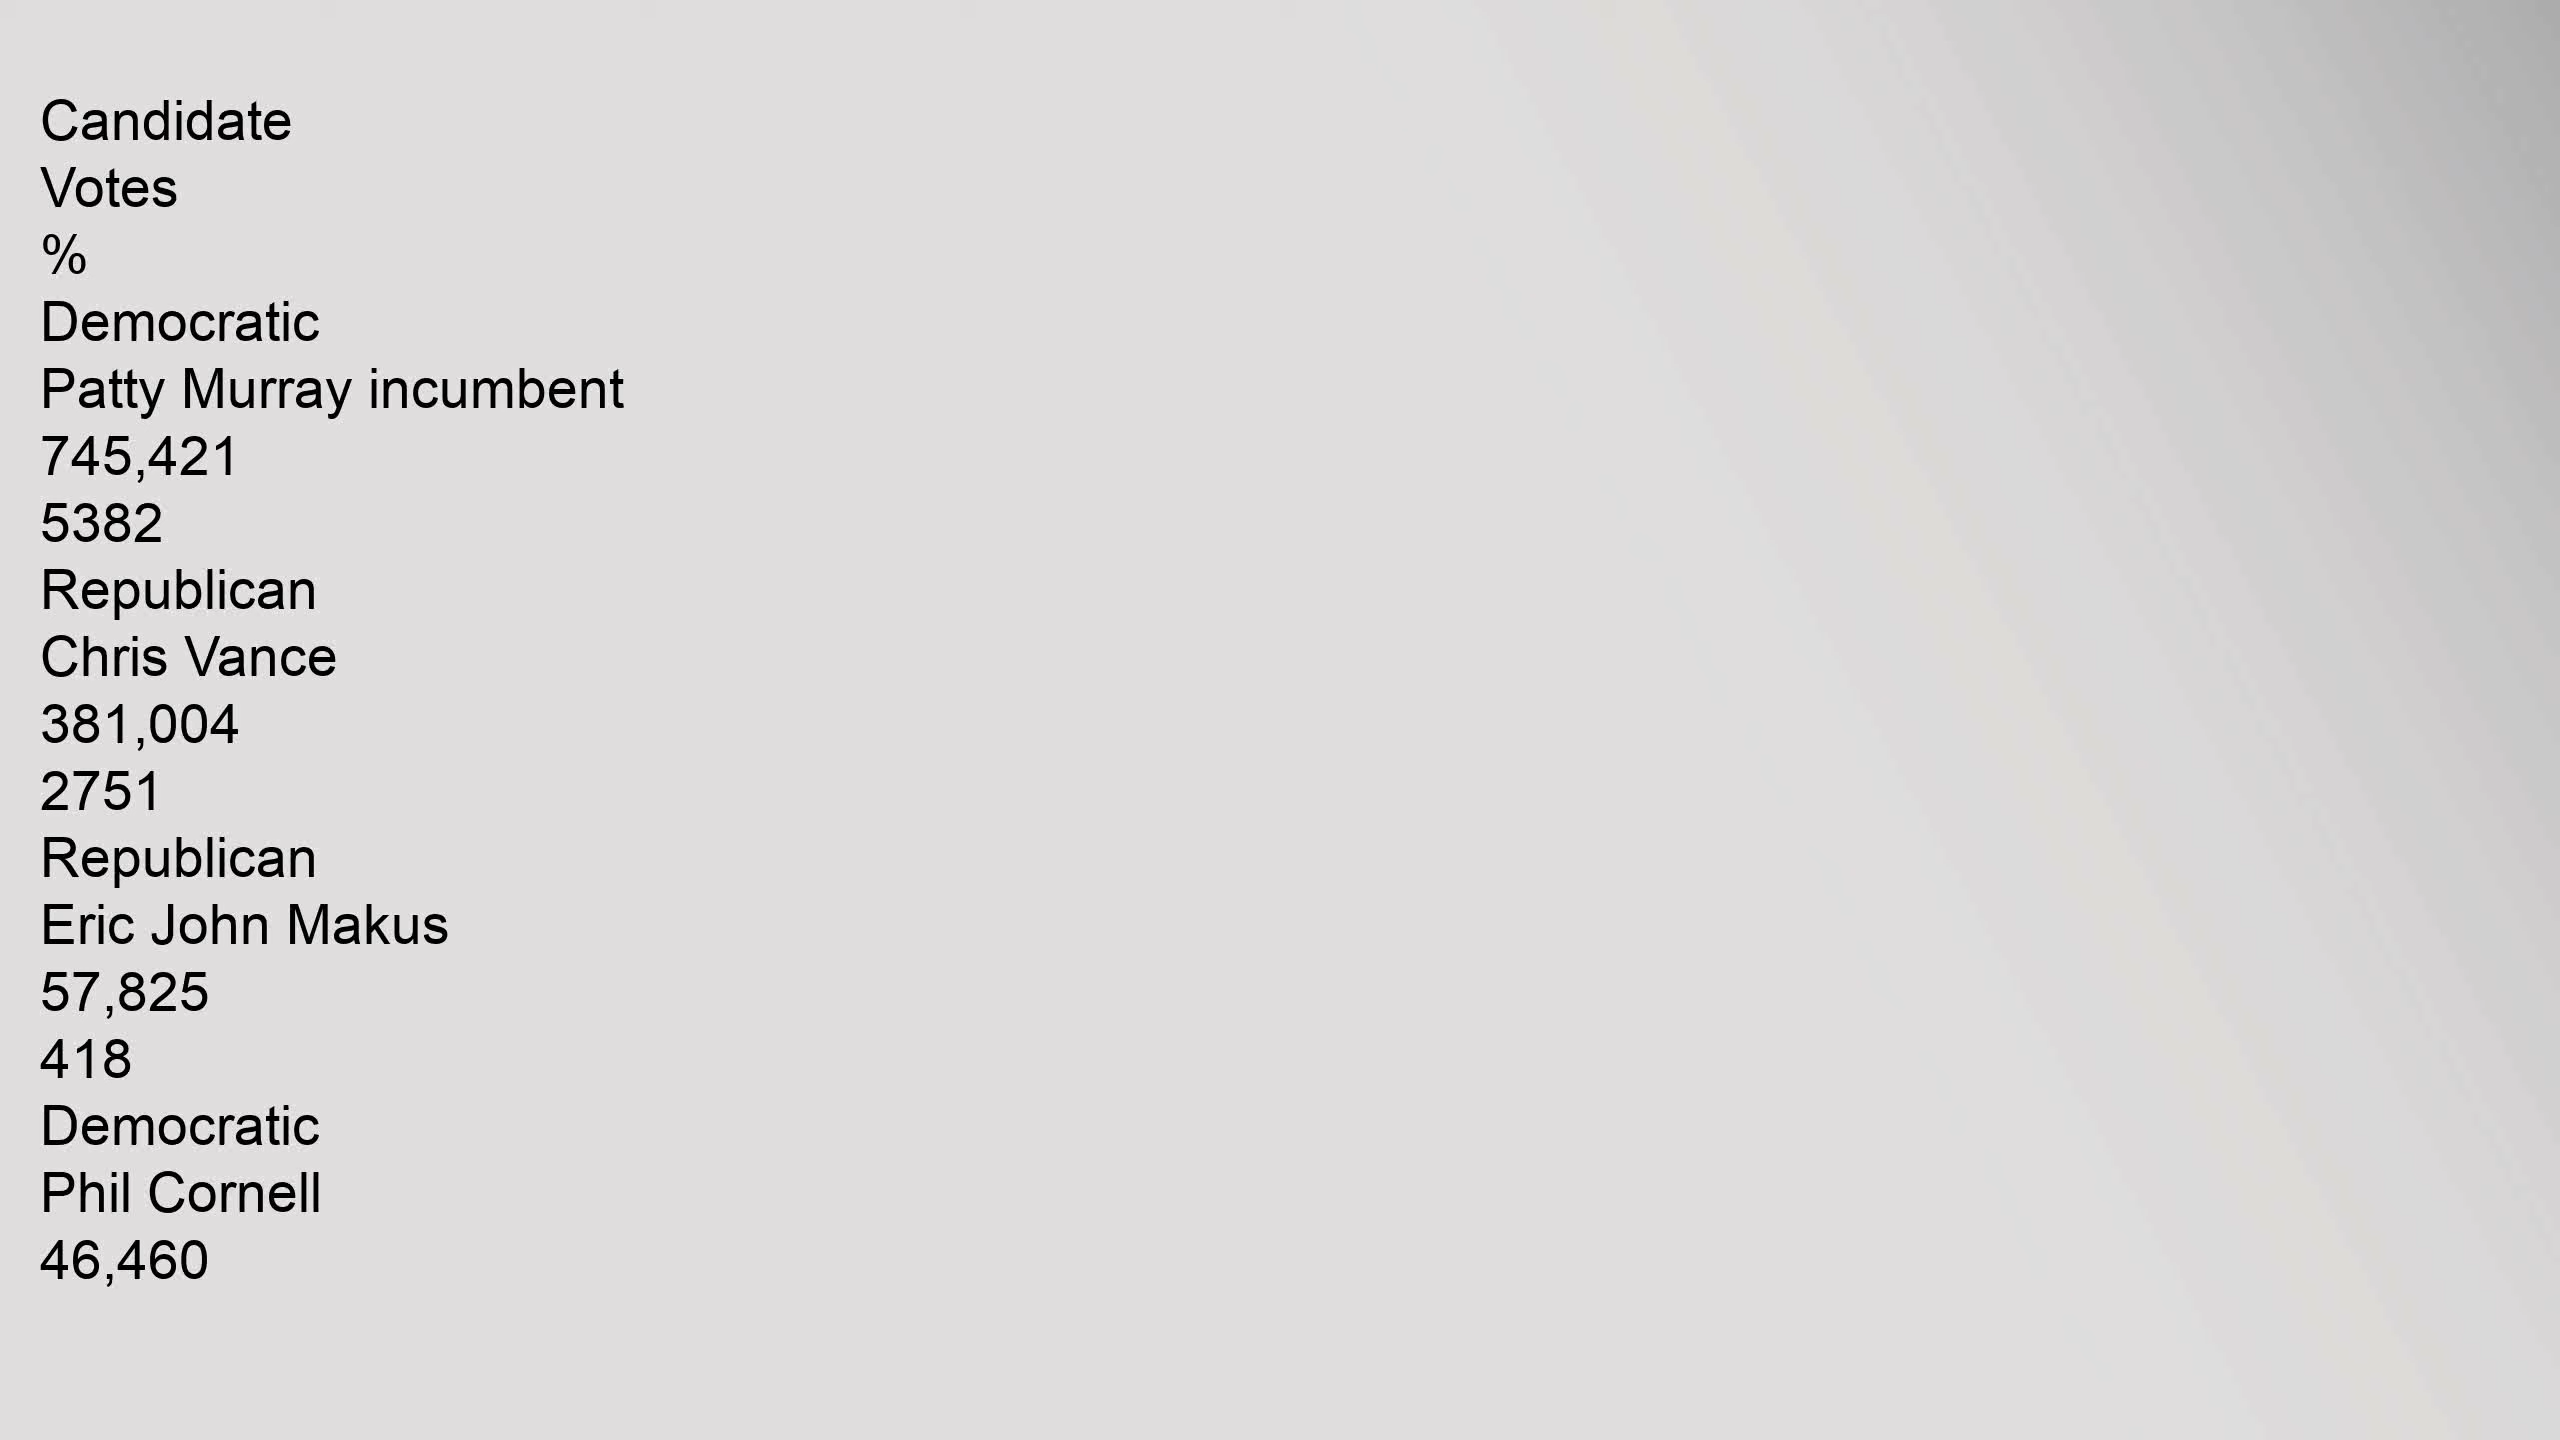 Candidate
Votes
%
Democratic
Patty Murray incumbent
745,421
5382
Republican
Chris Vance
381,004
2751
Republican
Eric John Makus
57,825
418
Democratic
Phil Cornell
46,460